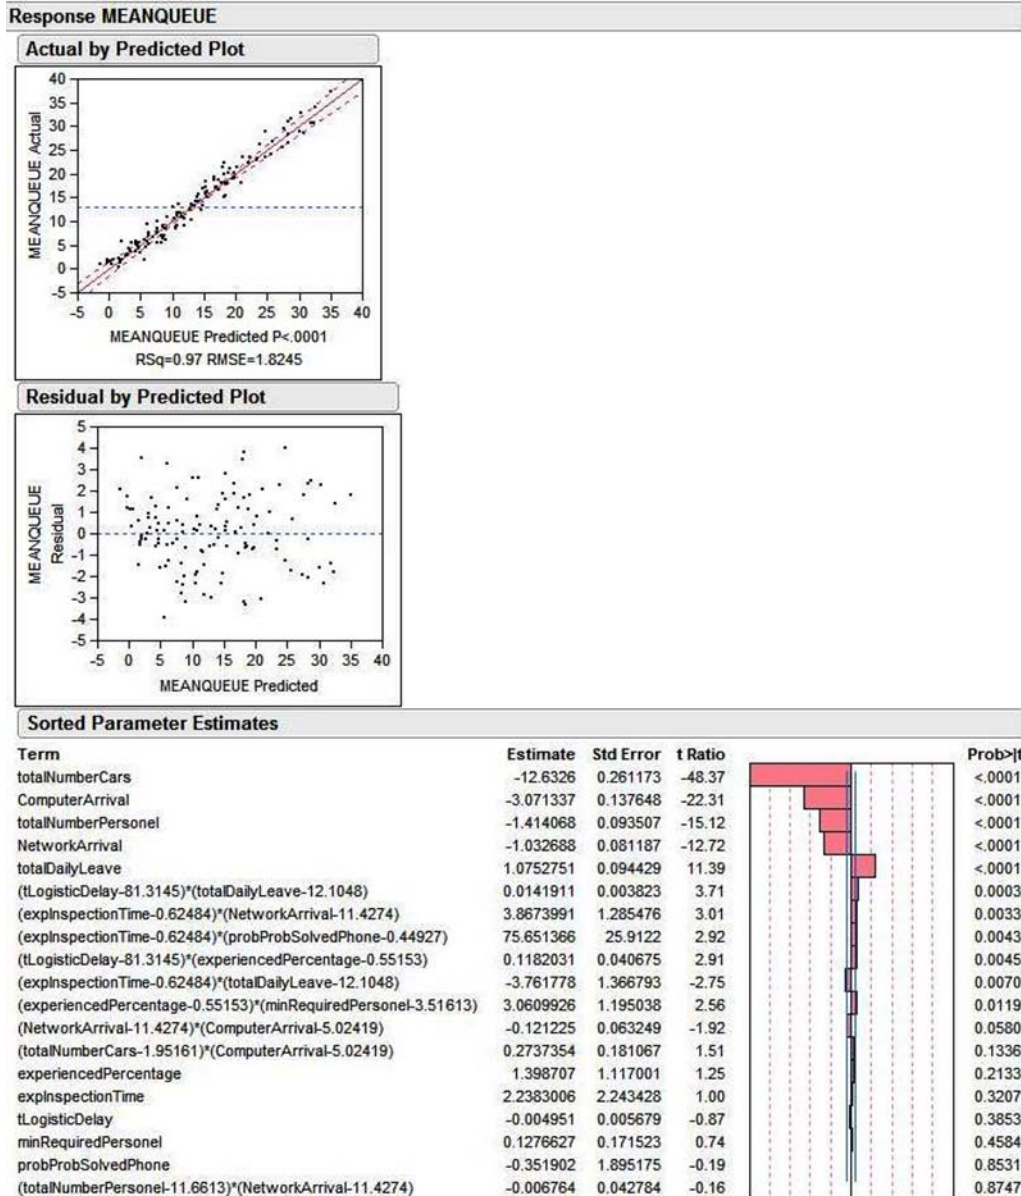 Response MEANQUEUE
Actual by Predicted Plot
40
35
30
25
20
15
10
5
0
-5
MEANQUEUE Actual
-5 0 5 10 15 20 25 30 35 40
MEANQUEUE Predicted P<.0001
RSq=0.97 RMSE=1.8245
Residual by Predicted Plot
5
4
3
2
1
0
-1
-2
-3
-4
-5
MEANQUEUE
Residual
-5 0 5 10 15 20 25 30 35 40
MEANQUEUE Predicted
Sorted Parameter Estimates
Term Estimate Std Error t Ratio Prob>|t
totalNumberCars -12.6326 0.261173 -48.37 <.0001
ComputerArrival -3.071337 0.137648 -22.31 <.0001
totalNumberPersonel -1.414068 0.093507 -15.12 <.0001
NetworkArrival -1.032688 0.081187 -12.72 <.0001
totalDailyLeave 1.0752751 0.094429 11.39 <.0001
(tLogisticDelay-81.3145)*(totalDailyLeave-12.1048) 0.0141911 0.003823 3.71 0.0003
(expInspectionTime-0.62484)*(NetworkArrival-11.4274) 3.8673991 1.285476 3.01 0.0033
(expInspectionTime-0.62484)*(probProbSolvedPhone-0.44927) 75.651366 25.9122 2.92 0.0043
(tLogisticDelay-81.3145)*(experiencedPercentage-0.55153) 0.1182031 0.040675 2.91 0.0045
(expInspectionTime-0.62484)*(totalDailyLeave-12.1048) -3.761778 1.366793 -2.75 0.0070
(experiencedPercentage-0.55153)*(minRequiredPersonel-3.51613) 3.0609926 1.195038 2.56 0.0119
(NetworkArrival-11.4274)*(ComputerArrival-5.02419) -0.121225 0.063249 -1.92 0.0580
(totalNumberCars-1.95161)*(ComputerArrival-5.02419) 0.2737354 0.181067 1.51 0.1336
experiencedPercentage 1.398707 1.117001 1.25 0.2133
expInspectionTime 2.2383006 2.243428 1.00 0.3207
tLogisticDelay -0.004951 0.005679 -0.87 0.3853
minRequiredPersonel 0.1276627 0.171523 0.74 0.4584
probProbSolvedPhone -0.351902 1.895175 -0.19 0.8531
(totalNumberPersonel-11.6613)*(NetworkArrival-11.4274) -0.006764 0.042784 -0.16 0.8747